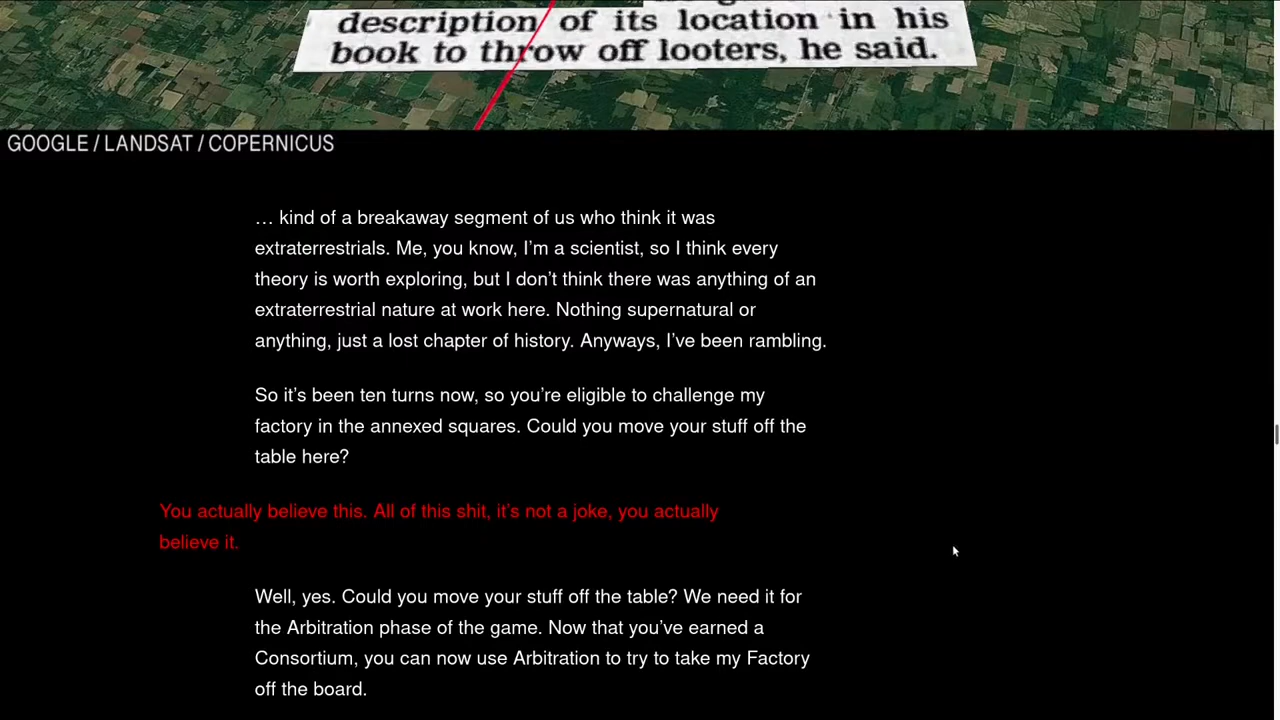 description of its location in his
book to throw off looters, he said.
GOOGLE / LANDSAT / COPERNICUS
… kind of a breakaway segment of us who think it was
extraterrestrials. Me, you know, I’m a scientist, so I think every
theory is worth exploring, but I don’t think there was anything of an
extraterrestrial nature at work here. Nothing supernatural or
anything, just a lost chapter of history. Anyways, I’ve been rambling.
So it’s been ten turns now, so you’re eligible to challenge my
factory in the annexed squares. Could you move your stuff off the
table here?
You actually believe this. All of this shit, it’s not a joke, you actually
believe it.
Well, yes. Could you move your stuff off the table? We need it for
the Arbitration phase of the game. Now that you’ve earned a
Consortium, you can now use Arbitration to try to take my Factory
off the board.